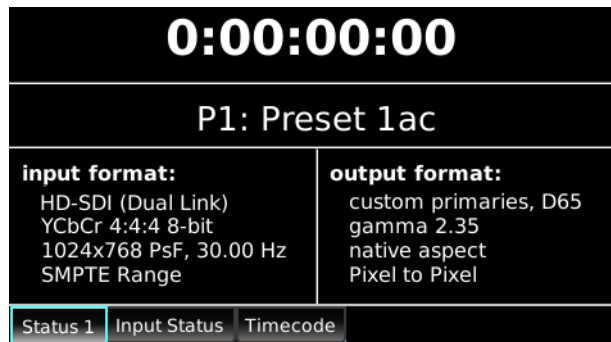 0:00:00:00
P1: Preset 1ac
input format:
HD-SDI (Dual Link)
YCbCr 4:4:4 8-bit
1024x768 PsF, 30.00 Hz
SMPTE Range
output format:
custom primaries, D65
gamma 2.35
native aspect
Pixel to Pixel
Status 1 Input Status Timecode